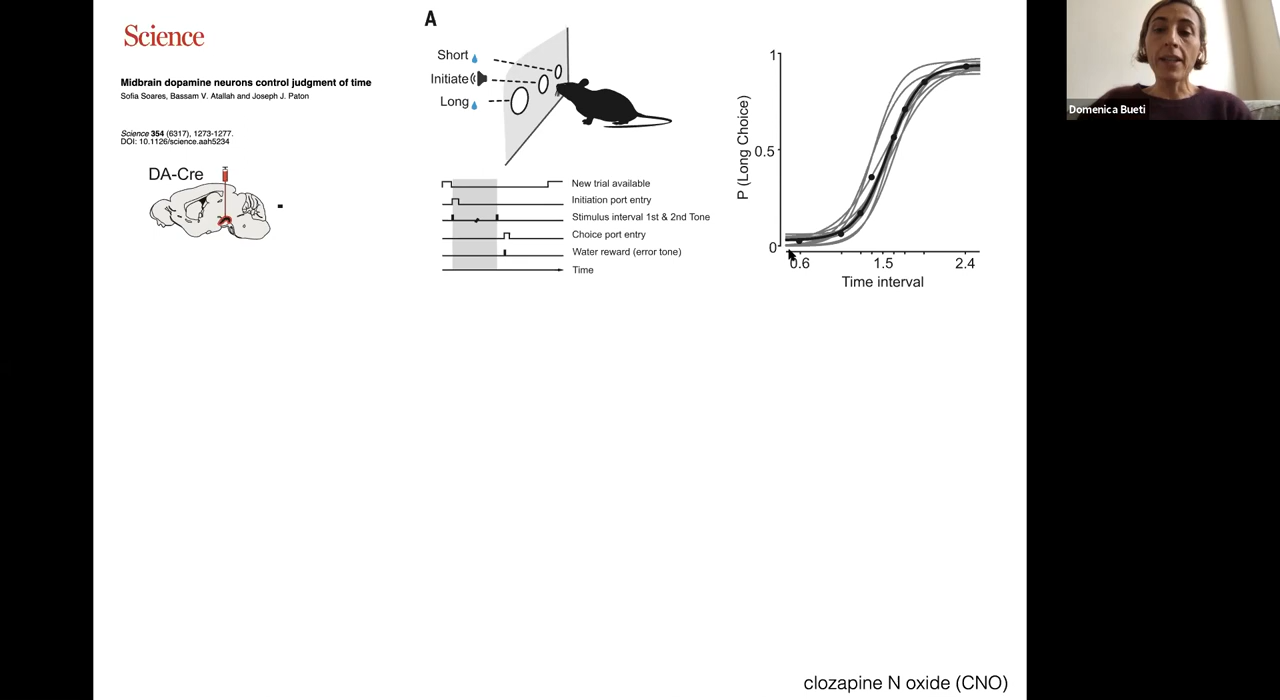 Science
Midbrain dopamine neurons control judgment of time
Sofia Soares, Bassam V. Atallah and Joseph J. Paton
Science 354 (6317), 1273-1277.
DOI: 10.1126/science.aah5234
DA-Cre
A
Short
Initiate
Long
New trial available
Initiation port entry
Stimulus interval 1st & 2nd Tone
Choice port entry
Water reward (error tone)
Time
P (Long Choice)
1
0.5
0
0.6
1.5
2.4
Time interval
Domenica Bueti
clozapine N oxide (CNO)